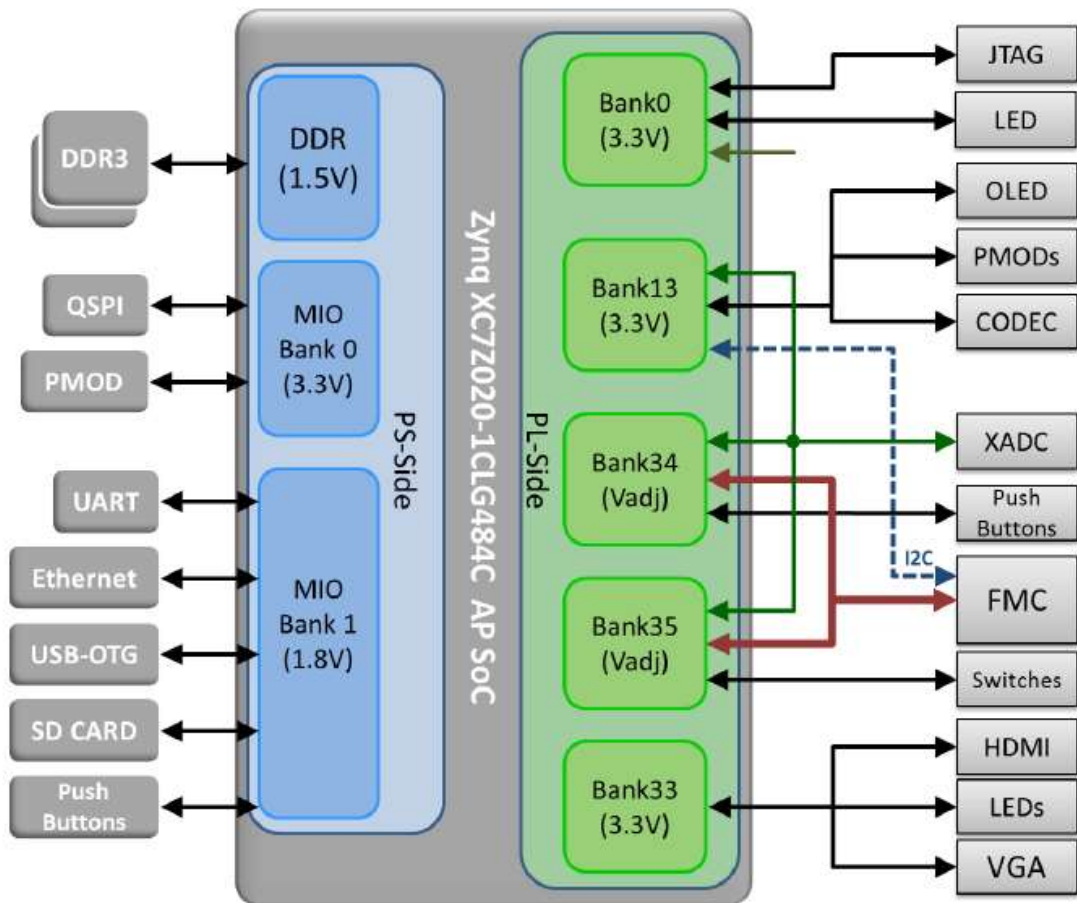 DDR3
QSPI
PMOD
UART
Ethernet
USB-OTG
SD CARD
Push
Buttons
DDR
(1.5V)
MIO
Bank 0
(3.3V)
MIO
Bank 1
(1.8V)
PS-Side
Zynq XC7Z020-1CLG484C AP SoC
PL-Side
Bank0
(3.3V)
Bank13
(3.3V)
Bank34
(Vadj)
Bank35
(Vadj)
Bank33
(3.3V)
I2C
JTAG
LED
OLED
PMODs
CODEC
XADC
Push
Buttons
FMC
Switches
HDMI
LEDs
VGA